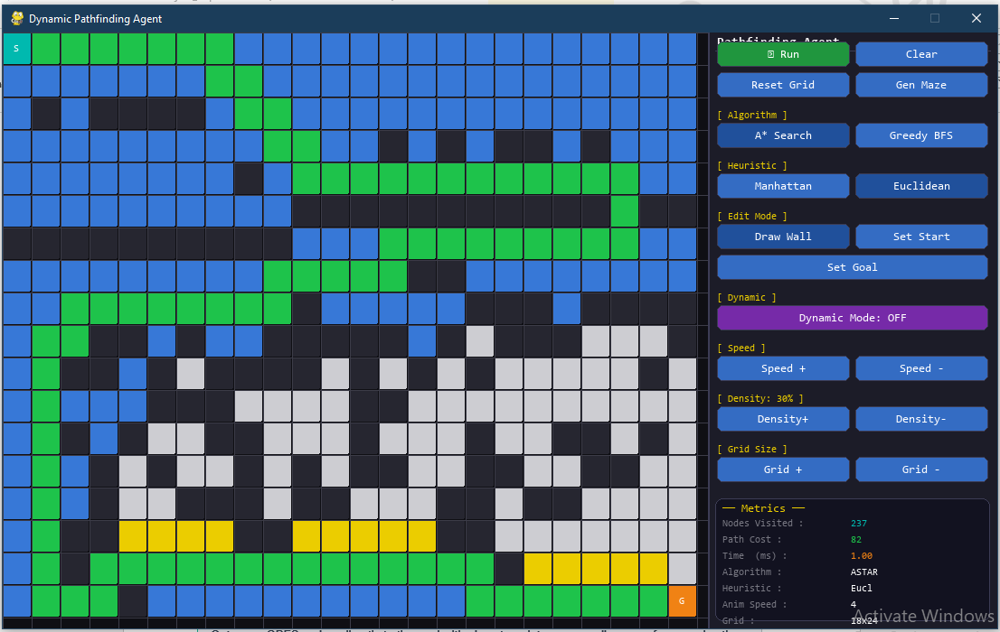 Dynamic Pathfinding Agent
S
G
Pathfinding Agent
Run
Clear
Reset Grid
Gen Maze
[ Algorithm ]
A* Search
Greedy BFS
[ Heuristic ]
Manhattan
Euclidean
[ Edit Mode ]
Draw Wall
Set Start
Set Goal
[ Dynamic ]
Dynamic Mode: OFF
[ Speed ]
Speed +
Speed -
[ Density: 30% ]
Density+
Density-
[ Grid Size ]
Grid +
Grid -
Metrics
Nodes Visited : 237
Path Cost : 82
Time (ms) : 1.00
Algorithm : ASTAR
Heuristic : Eucl
Anim Speed : 4
Grid : 18x24
Activate Windows